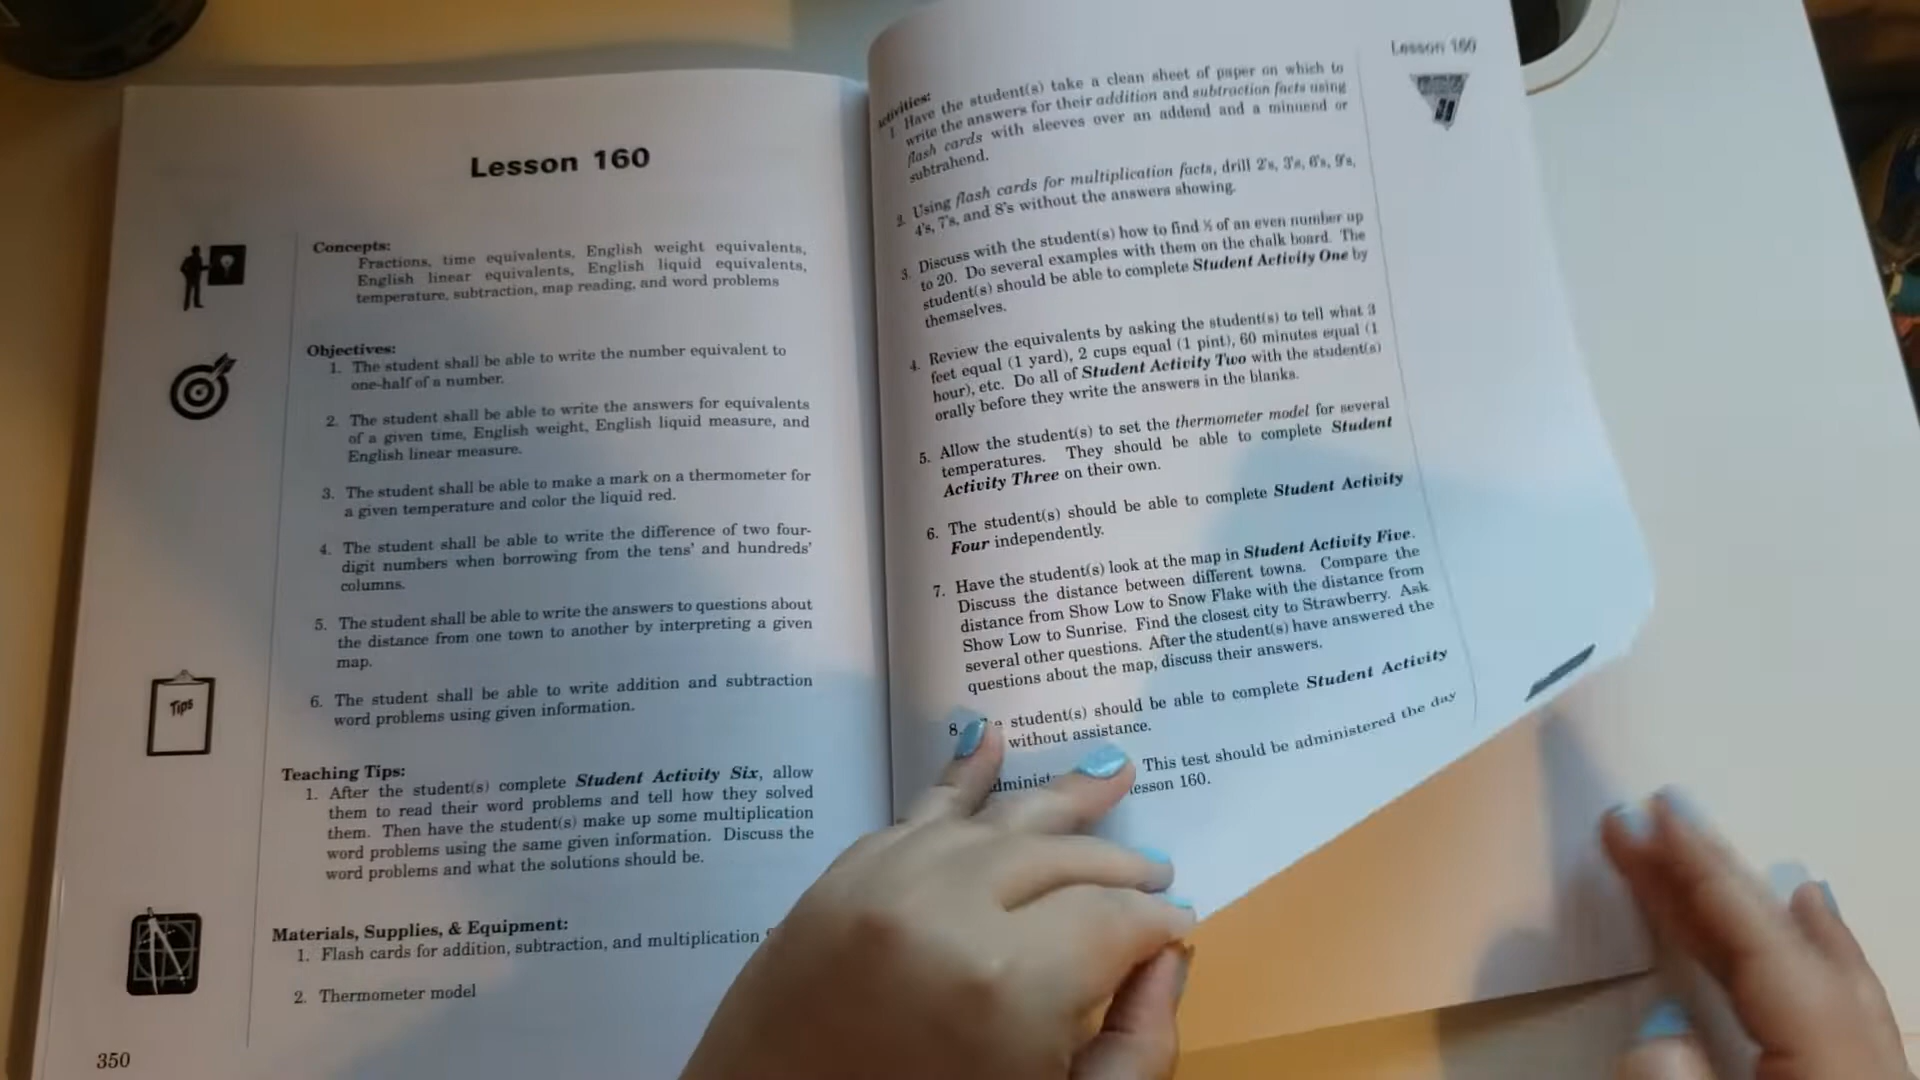 Lesson 160
Concepts:
Fractions, time equivalents, English weight equivalents,
English linear equivalents, English liquid equivalents,
temperature, subtraction, map reading, and word problems
Objectives:
1. The student shall be able to write the number equivalent to
one-half of a number.
2. The student shall be able to write the answers for equivalents
of a given time, English weight, English liquid measure, and
English linear measure.
3. The student shall be able to make a mark on a thermometer for
a given temperature and color the liquid red.
4. The student shall be able to write the difference of two four-
digit numbers when borrowing from the tens' and hundreds'
columns.
5. The student shall be able to write the answers to questions about
the distance from one town to another by interpreting a given
map.
Tips
6. The student shall be able to write addition and subtraction
word problems using given information.
Teaching Tips:
1. After the student(s) complete Student Activity Six, allow
them to read their word problems and tell how they solved
them. Then have the student(s) make up some multiplication
word problems using the same given information. Discuss the
word problems and what the solutions should be.
Materials, Supplies, & Equipment:
1. Flash cards for addition, subtraction, and multiplication
2. Thermometer model
350
Lesson 160
ctivities:
1. Have the student(s) take a clean sheet of paper on which to
write the answers for their addition and subtraction facts using
flash cards with sleeves over an addend and a minuend or
subtrahend.
2. Using flash cards for multiplication facts, drill 2's, 3's, 6's, 9's,
4's, 7's, and 8's without the answers showing.
3. Discuss with the student(s) how to find ½ of an even number up
to 20. Do several examples with them on the chalk board. The
student(s) should be able to complete Student Activity One by
themselves.
4. Review the equivalents by asking the student(s) to tell what 3
feet equal (1 yard), 2 cups equal (1 pint), 60 minutes equal (1
hour), etc. Do all of Student Activity Two with the student(s)
orally before they write the answers in the blanks.
5. Allow the student(s) to set the thermometer model for several
temperatures. They should be able to complete Student
Activity Three on their own.
6. The student(s) should be able to complete Student Activity
Four independently.
7. Have the student(s) look at the map in Student Activity Five.
Discuss the distance between different towns. Compare the
distance from Show Low to Snow Flake with the distance from
Show Low to Sunrise. Find the closest city to Strawberry. Ask
several other questions. After the student(s) have answered the
questions about the map, discuss their answers.
8. student(s) should be able to complete Student Activity
without assistance.
dminist This test should be administered the day
lesson 160.